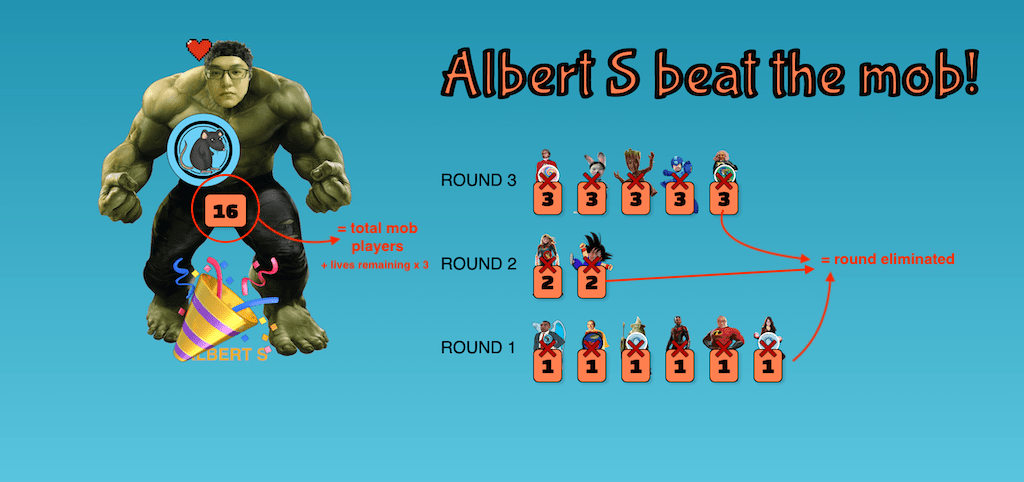 Albert S beat the mob!
16
= total mob
players
+ lives remaining x 3
ALBERT S
ROUND 3
3 3 3 3 3
ROUND 2
2 2
= round eliminated
ROUND 1
1 1 1 1 1 1